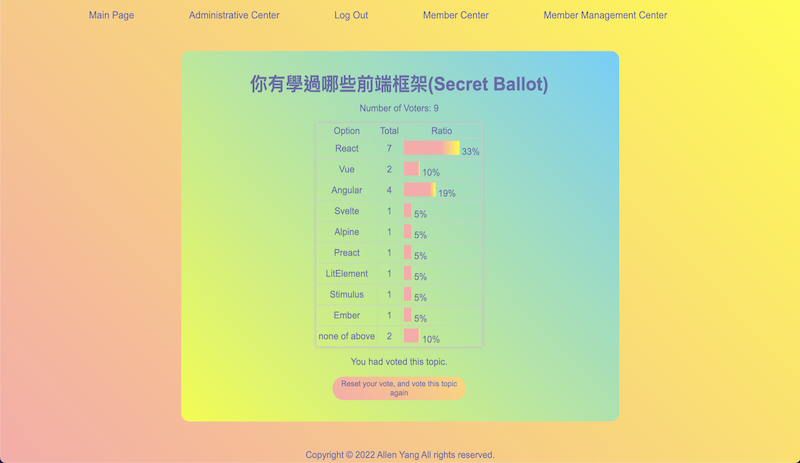 Main Page Administrative Center Log Out Member Center Member Management Center
你有學過哪些前端框架(Secret Ballot)
Number of Voters: 9
Option Total Ratio
React 7 33%
Vue 2 10%
Angular 4 19%
Svelte 1 5%
Alpine 1 5%
Preact 1 5%
LitElement 1 5%
Stimulus 1 5%
Ember 1 5%
none of above 2 10%
You had voted this topic.
Reset your vote, and vote this topic
again
Copyright © 2022 Allen Yang All rights reserved.